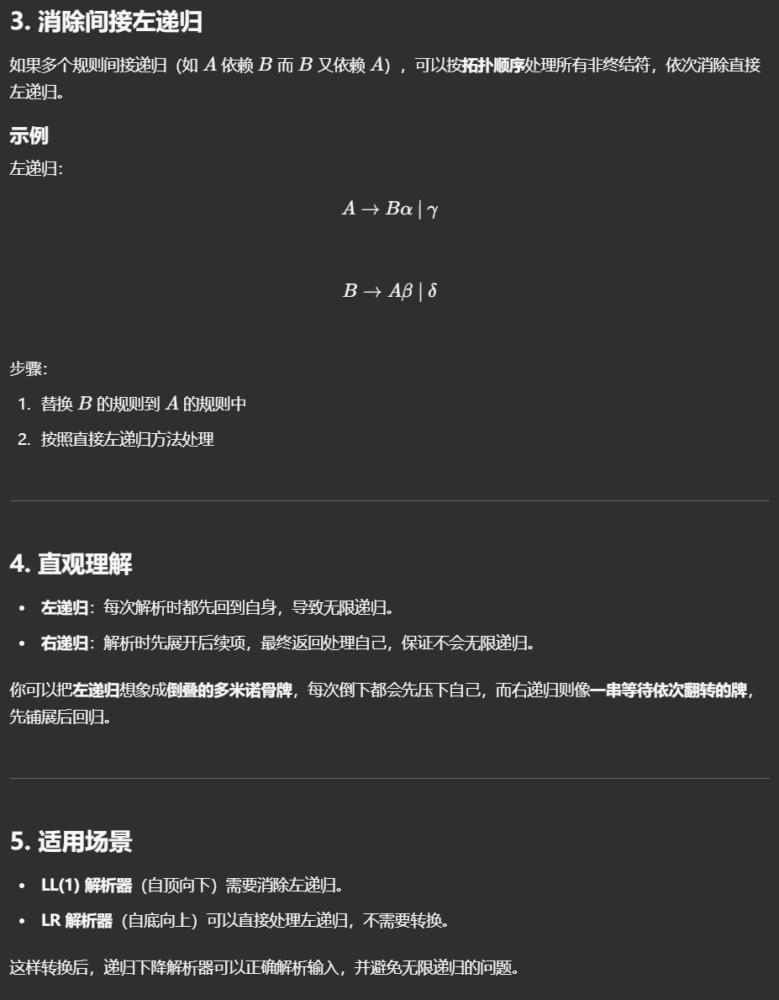 3. 消除间接左递归
如果多个规则间接递归（如 A 依赖 B 而 B 又依赖 A），可以按拓扑顺序处理所有非终结符，依次消除直接
左递归。
示例
左递归：
A → Bα | γ
B → Aβ | δ
步骤：
1. 替换 B 的规则到 A 的规则中
2. 按照直接左递归方法处理
4. 直观理解
• 左递归：每次解析时都先回到自身，导致无限递归。
• 右递归：解析时先展开后续项，最终返回处理自己，保证不会无限递归。
你可以把左递归想象成倒叠的多米诺骨牌，每次倒下都会先压下自己，而右递归则像一串等待依次翻转的牌，
先铺展后回归。
5. 适用场景
• LL(1) 解析器（自顶向下）需要消除左递归。
• LR 解析器（自底向上）可以直接处理左递归，不需要转换。
这样转换后，递归下降解析器可以正确解析输入，并避免无限递归的问题。